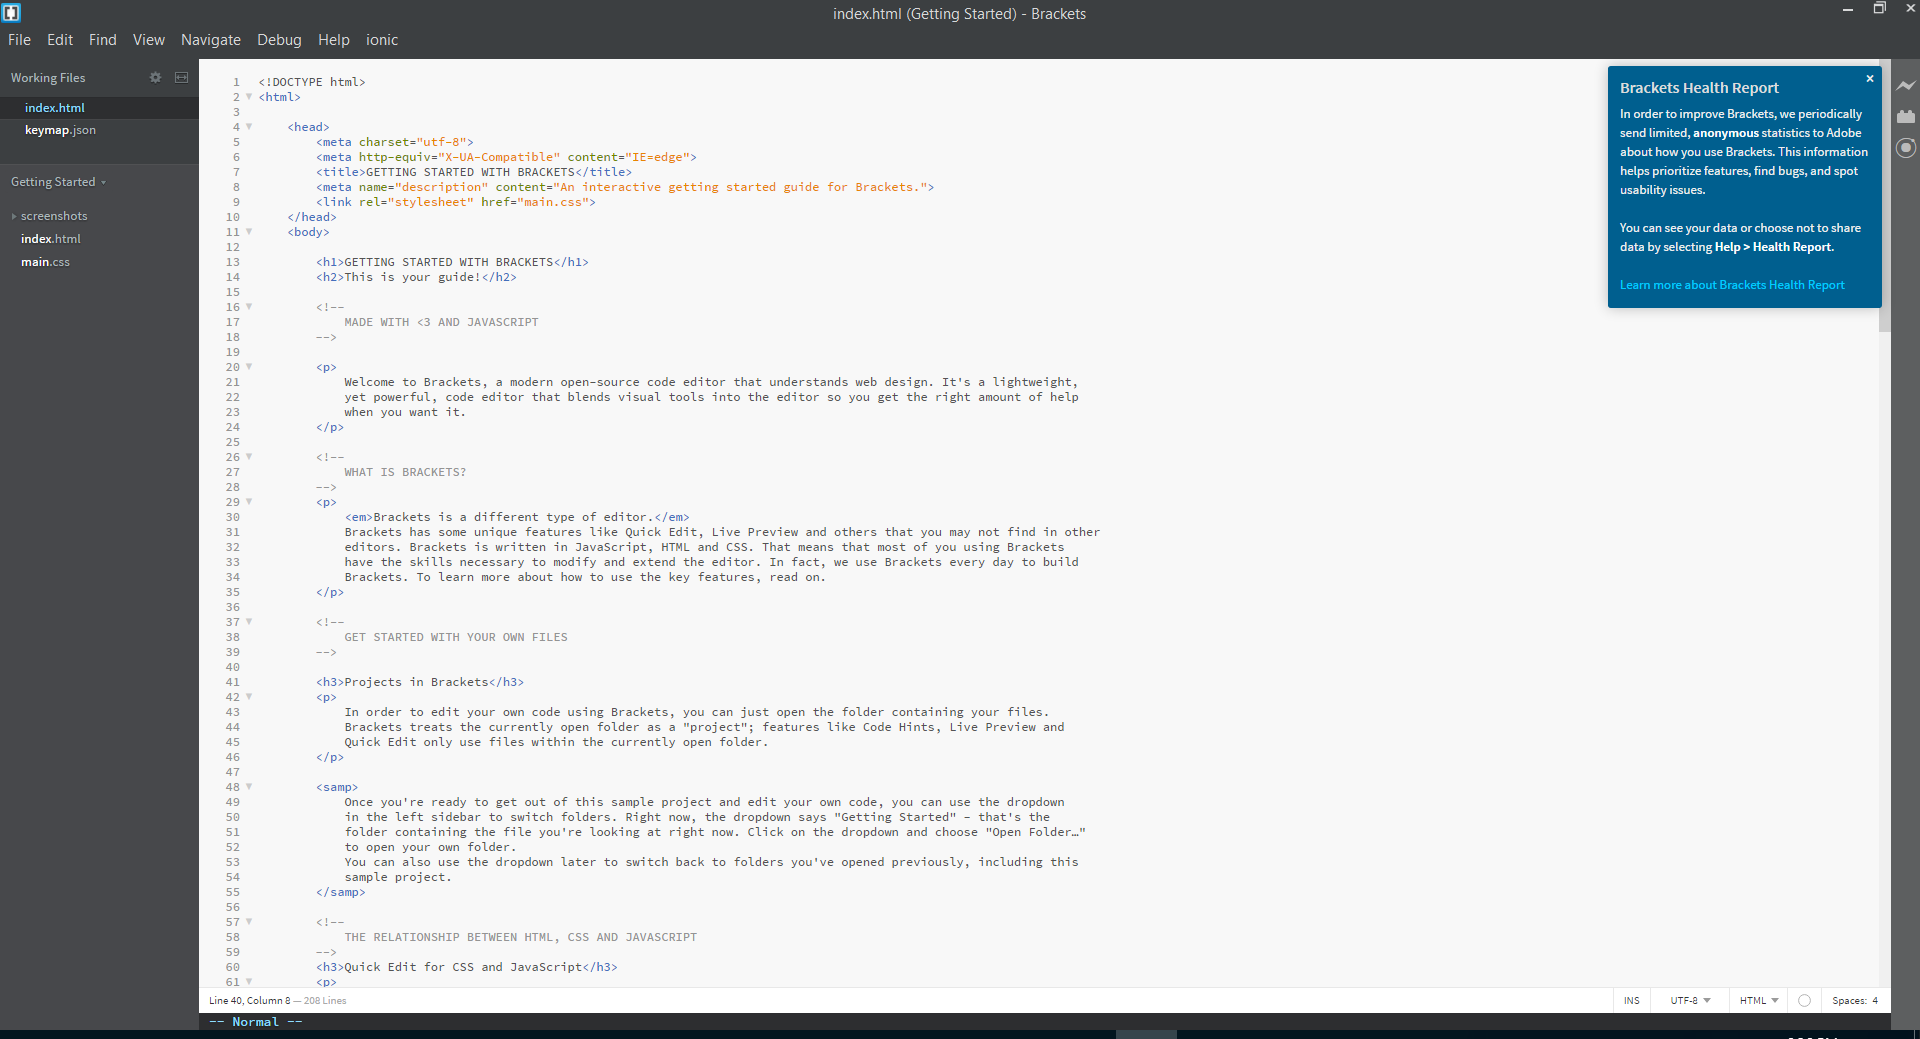 index.html (Getting Started) - Brackets
File Edit Find View Navigate Debug Help ionic
Working Files
index.html
keymap.json
Getting Started
screenshots
index.html
main.css
1 <!DOCTYPE html>
2 <html>
3
4 <head>
5 <meta charset="utf-8">
6 <meta http-equiv="X-UA-Compatible" content="IE=edge">
7 <title>GETTING STARTED WITH BRACKETS</title>
8 <meta name="description" content="An interactive getting started guide for Brackets.">
9 <link rel="stylesheet" href="main.css">
10 </head>
11 <body>
12
13 <h1>GETTING STARTED WITH BRACKETS</h1>
14 <h2>This is your guide!</h2>
15
16 <!--
17 MADE WITH <3 AND JAVASCRIPT
18 -->
19
20 <p>
21 Welcome to Brackets, a modern open-source code editor that understands web design. It's a lightweight,
22 yet powerful, code editor that blends visual tools into the editor so you get the right amount of help
23 when you want it.
24 </p>
25
26 <!--
27 WHAT IS BRACKETS?
28 -->
29 <p>
30 <em>Brackets is a different type of editor.</em>
31 Brackets has some unique features like Quick Edit, Live Preview and others that you may not find in other
32 editors. Brackets is written in JavaScript, HTML and CSS. That means that most of you using Brackets
33 have the skills necessary to modify and extend the editor. In fact, we use Brackets every day to build
34 Brackets. To learn more about how to use the key features, read on.
35 </p>
36
37 <!--
38 GET STARTED WITH YOUR OWN FILES
39 -->
40
41 <h3>Projects in Brackets</h3>
42 <p>
43 In order to edit your own code using Brackets, you can just open the folder containing your files.
44 Brackets treats the currently open folder as a "project"; features like Code Hints, Live Preview and
45 Quick Edit only use files within the currently open folder.
46 </p>
47
48 <samp>
49 Once you're ready to get out of this sample project and edit your own code, you can use the dropdown
50 in the left sidebar to switch folders. Right now, the dropdown says "Getting Started" - that's the
51 folder containing the file you're looking at right now. Click on the dropdown and choose "Open Folder…"
52 to open your own folder.
53 You can also use the dropdown later to switch back to folders you've opened previously, including this
54 sample project.
55 </samp>
56
57 <!--
58 THE RELATIONSHIP BETWEEN HTML, CSS AND JAVASCRIPT
59 -->
60 <h3>Quick Edit for CSS and JavaScript</h3>
61 <p>
Brackets Health Report
In order to improve Brackets, we periodically
send limited, anonymous statistics to Adobe
about how you use Brackets. This information
helps prioritize features, find bugs, and spot
usability issues.
You can see your data or choose not to share
data by selecting Help > Health Report.
Learn more about Brackets Health Report
Line 40, Column 8 — 208 Lines
INS UTF-8 HTML Spaces: 4
-- Normal --